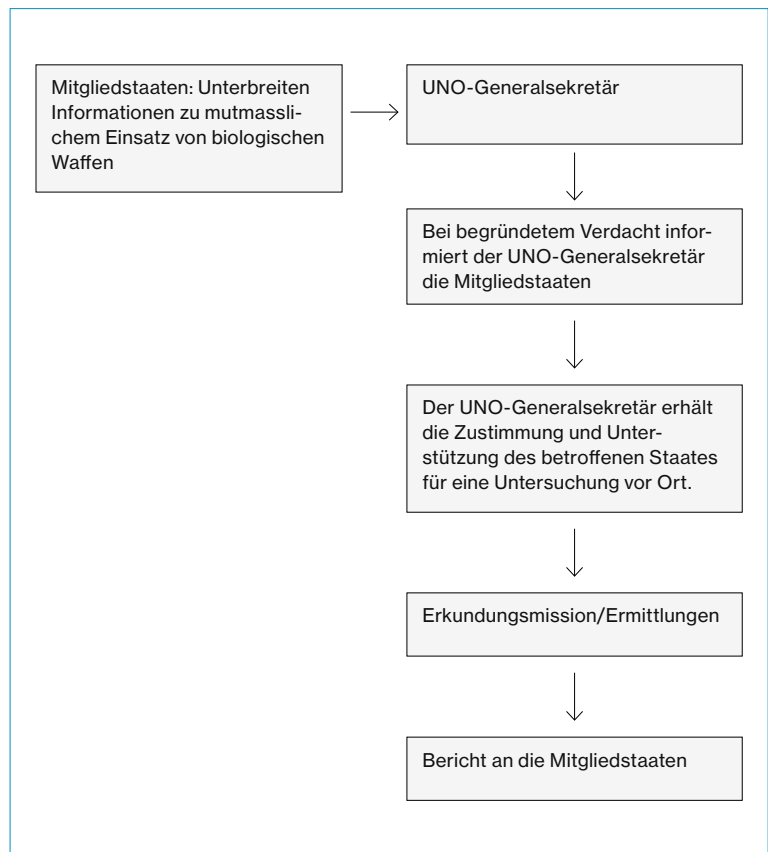 Mitgliedstaaten: Unterbreiten
Informationen zu mutmassli-
chem Einsatz von biologischen
Waffen
UNO-Generalsekretär
Bei begründetem Verdacht infor-
miert der UNO-Generalsekretär
die Mitgliedstaaten
Der UNO-Generalsekretär erhält
die Zustimmung und Unter-
stützung des betroffenen Staates
für eine Untersuchung vor Ort.
Erkundungsmission/Ermittlungen
Bericht an die Mitgliedstaaten